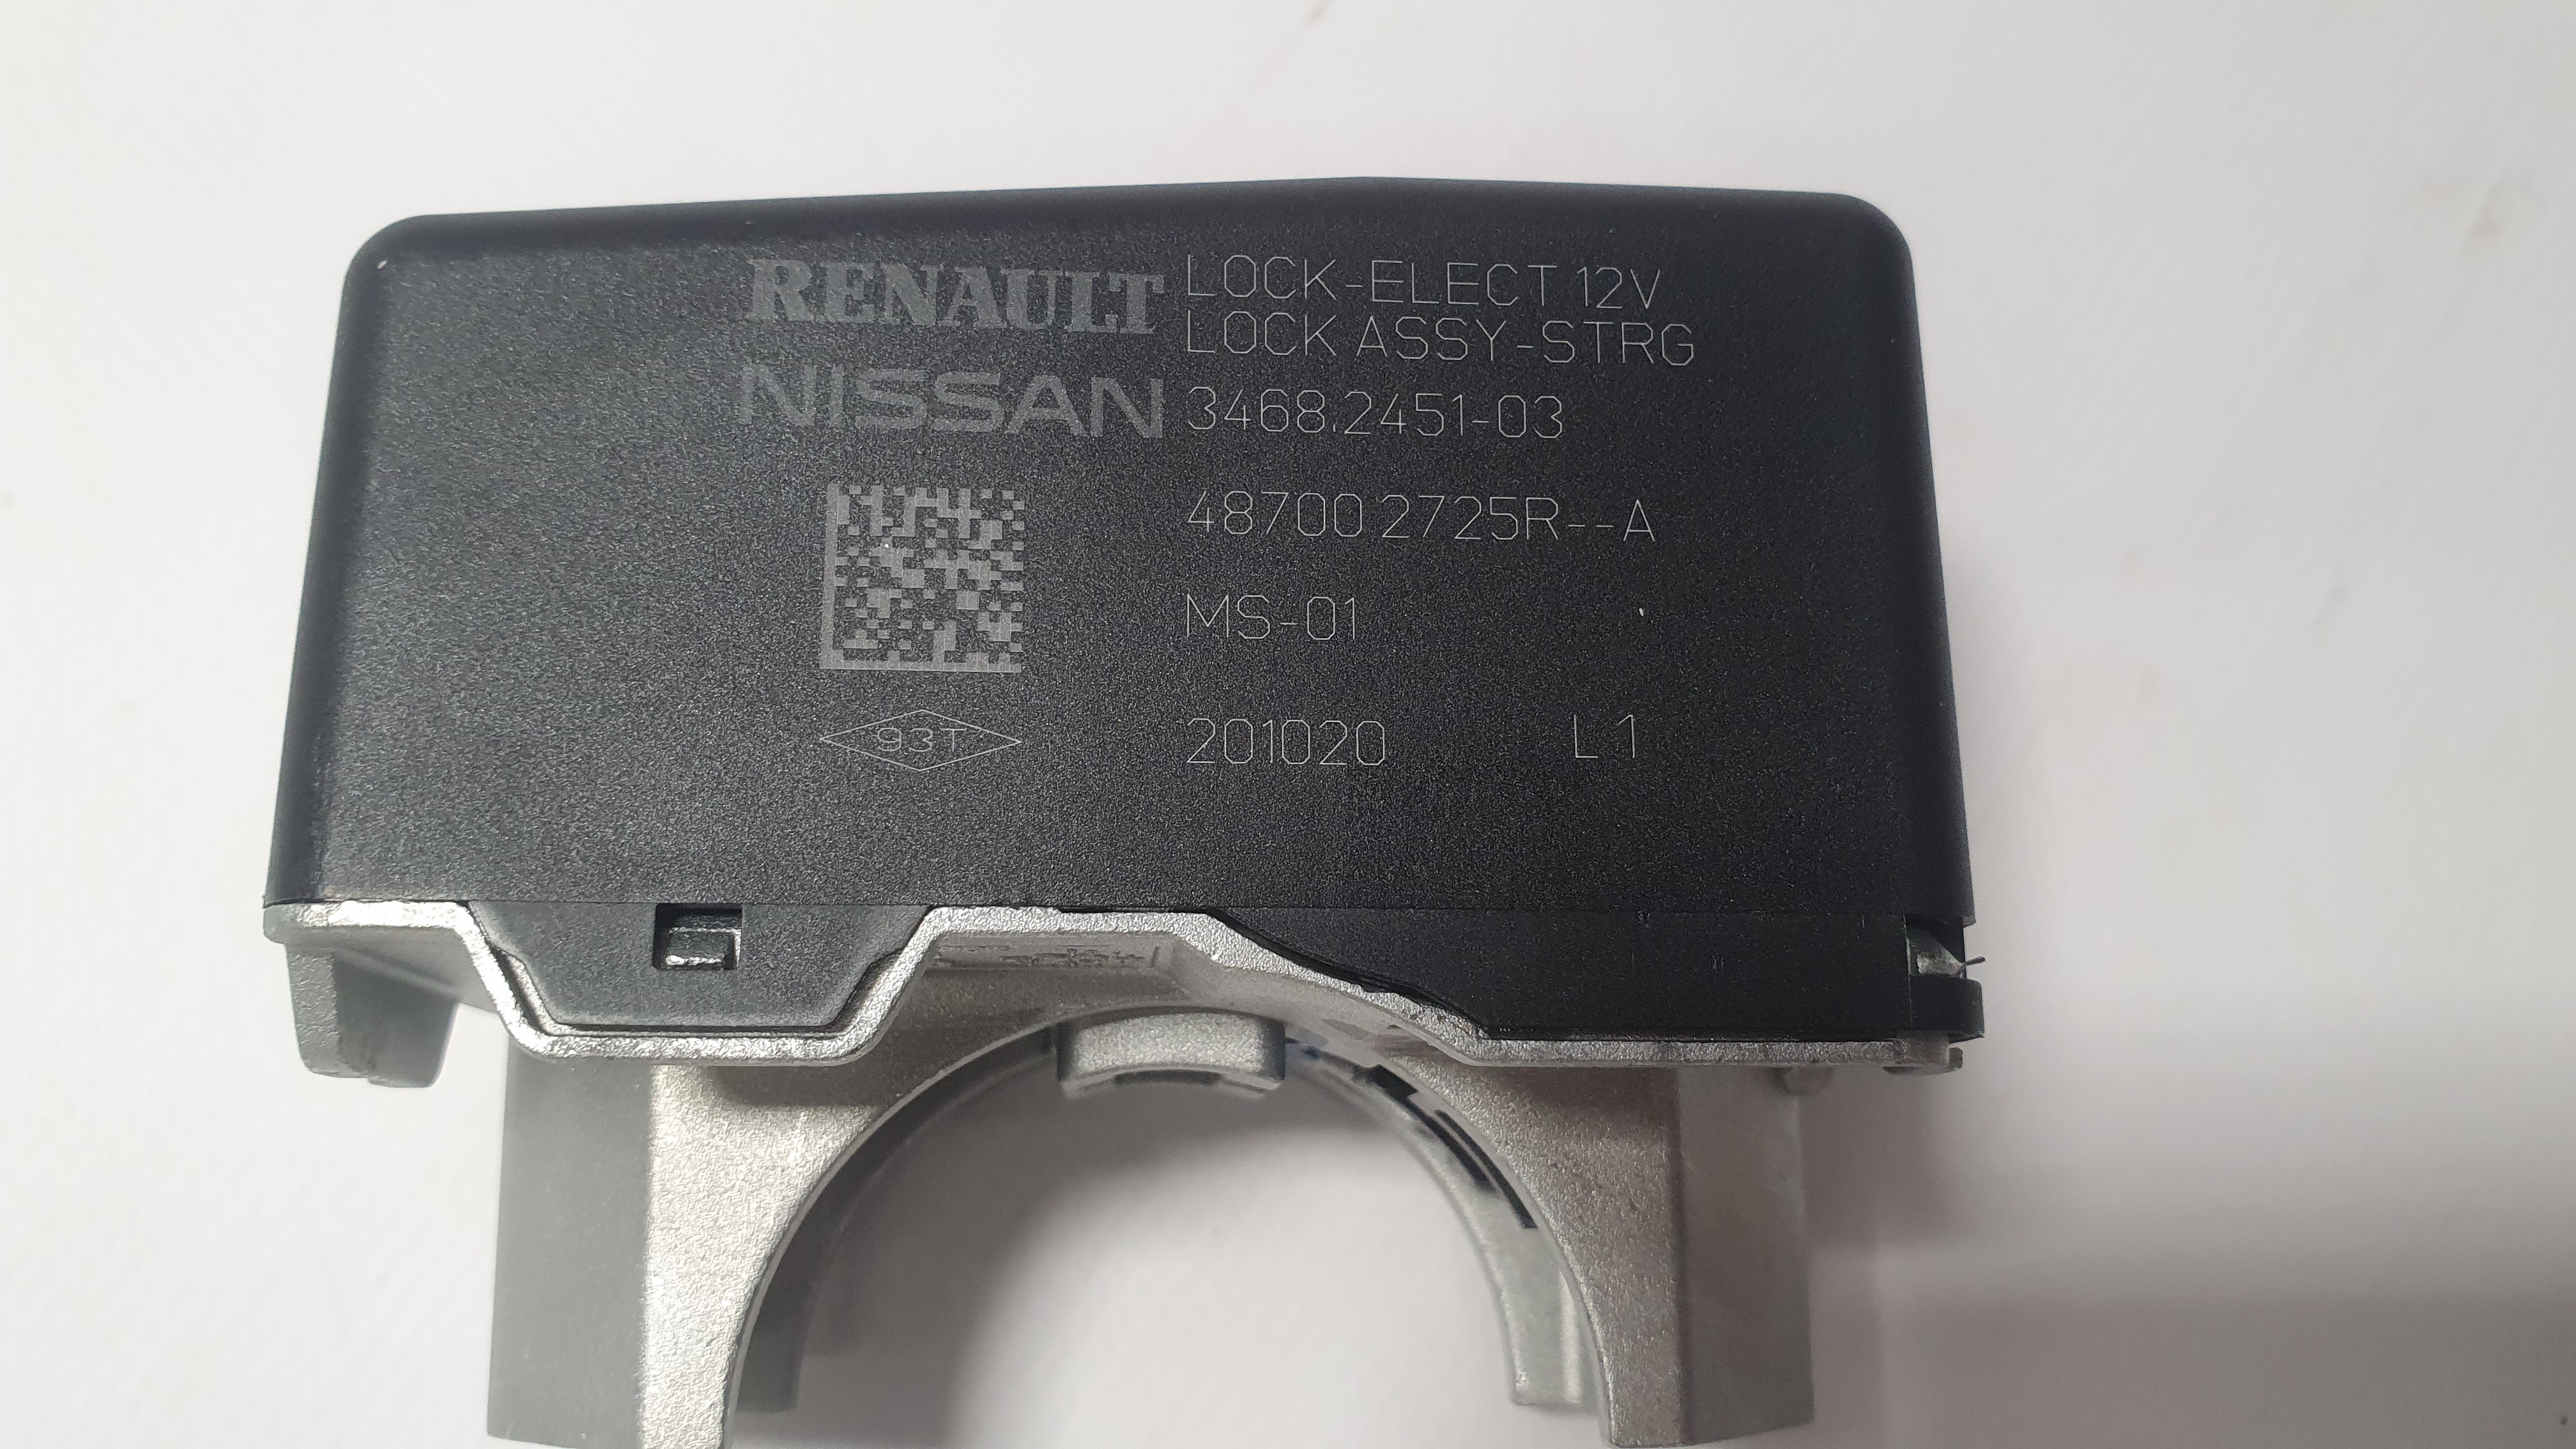 RENAULT
LOCK-ELECT 12V
LOCK ASSY-STRG
NISSAN
3468.2451-03
48700 2725R--A
MS-01
93T
201020 L1